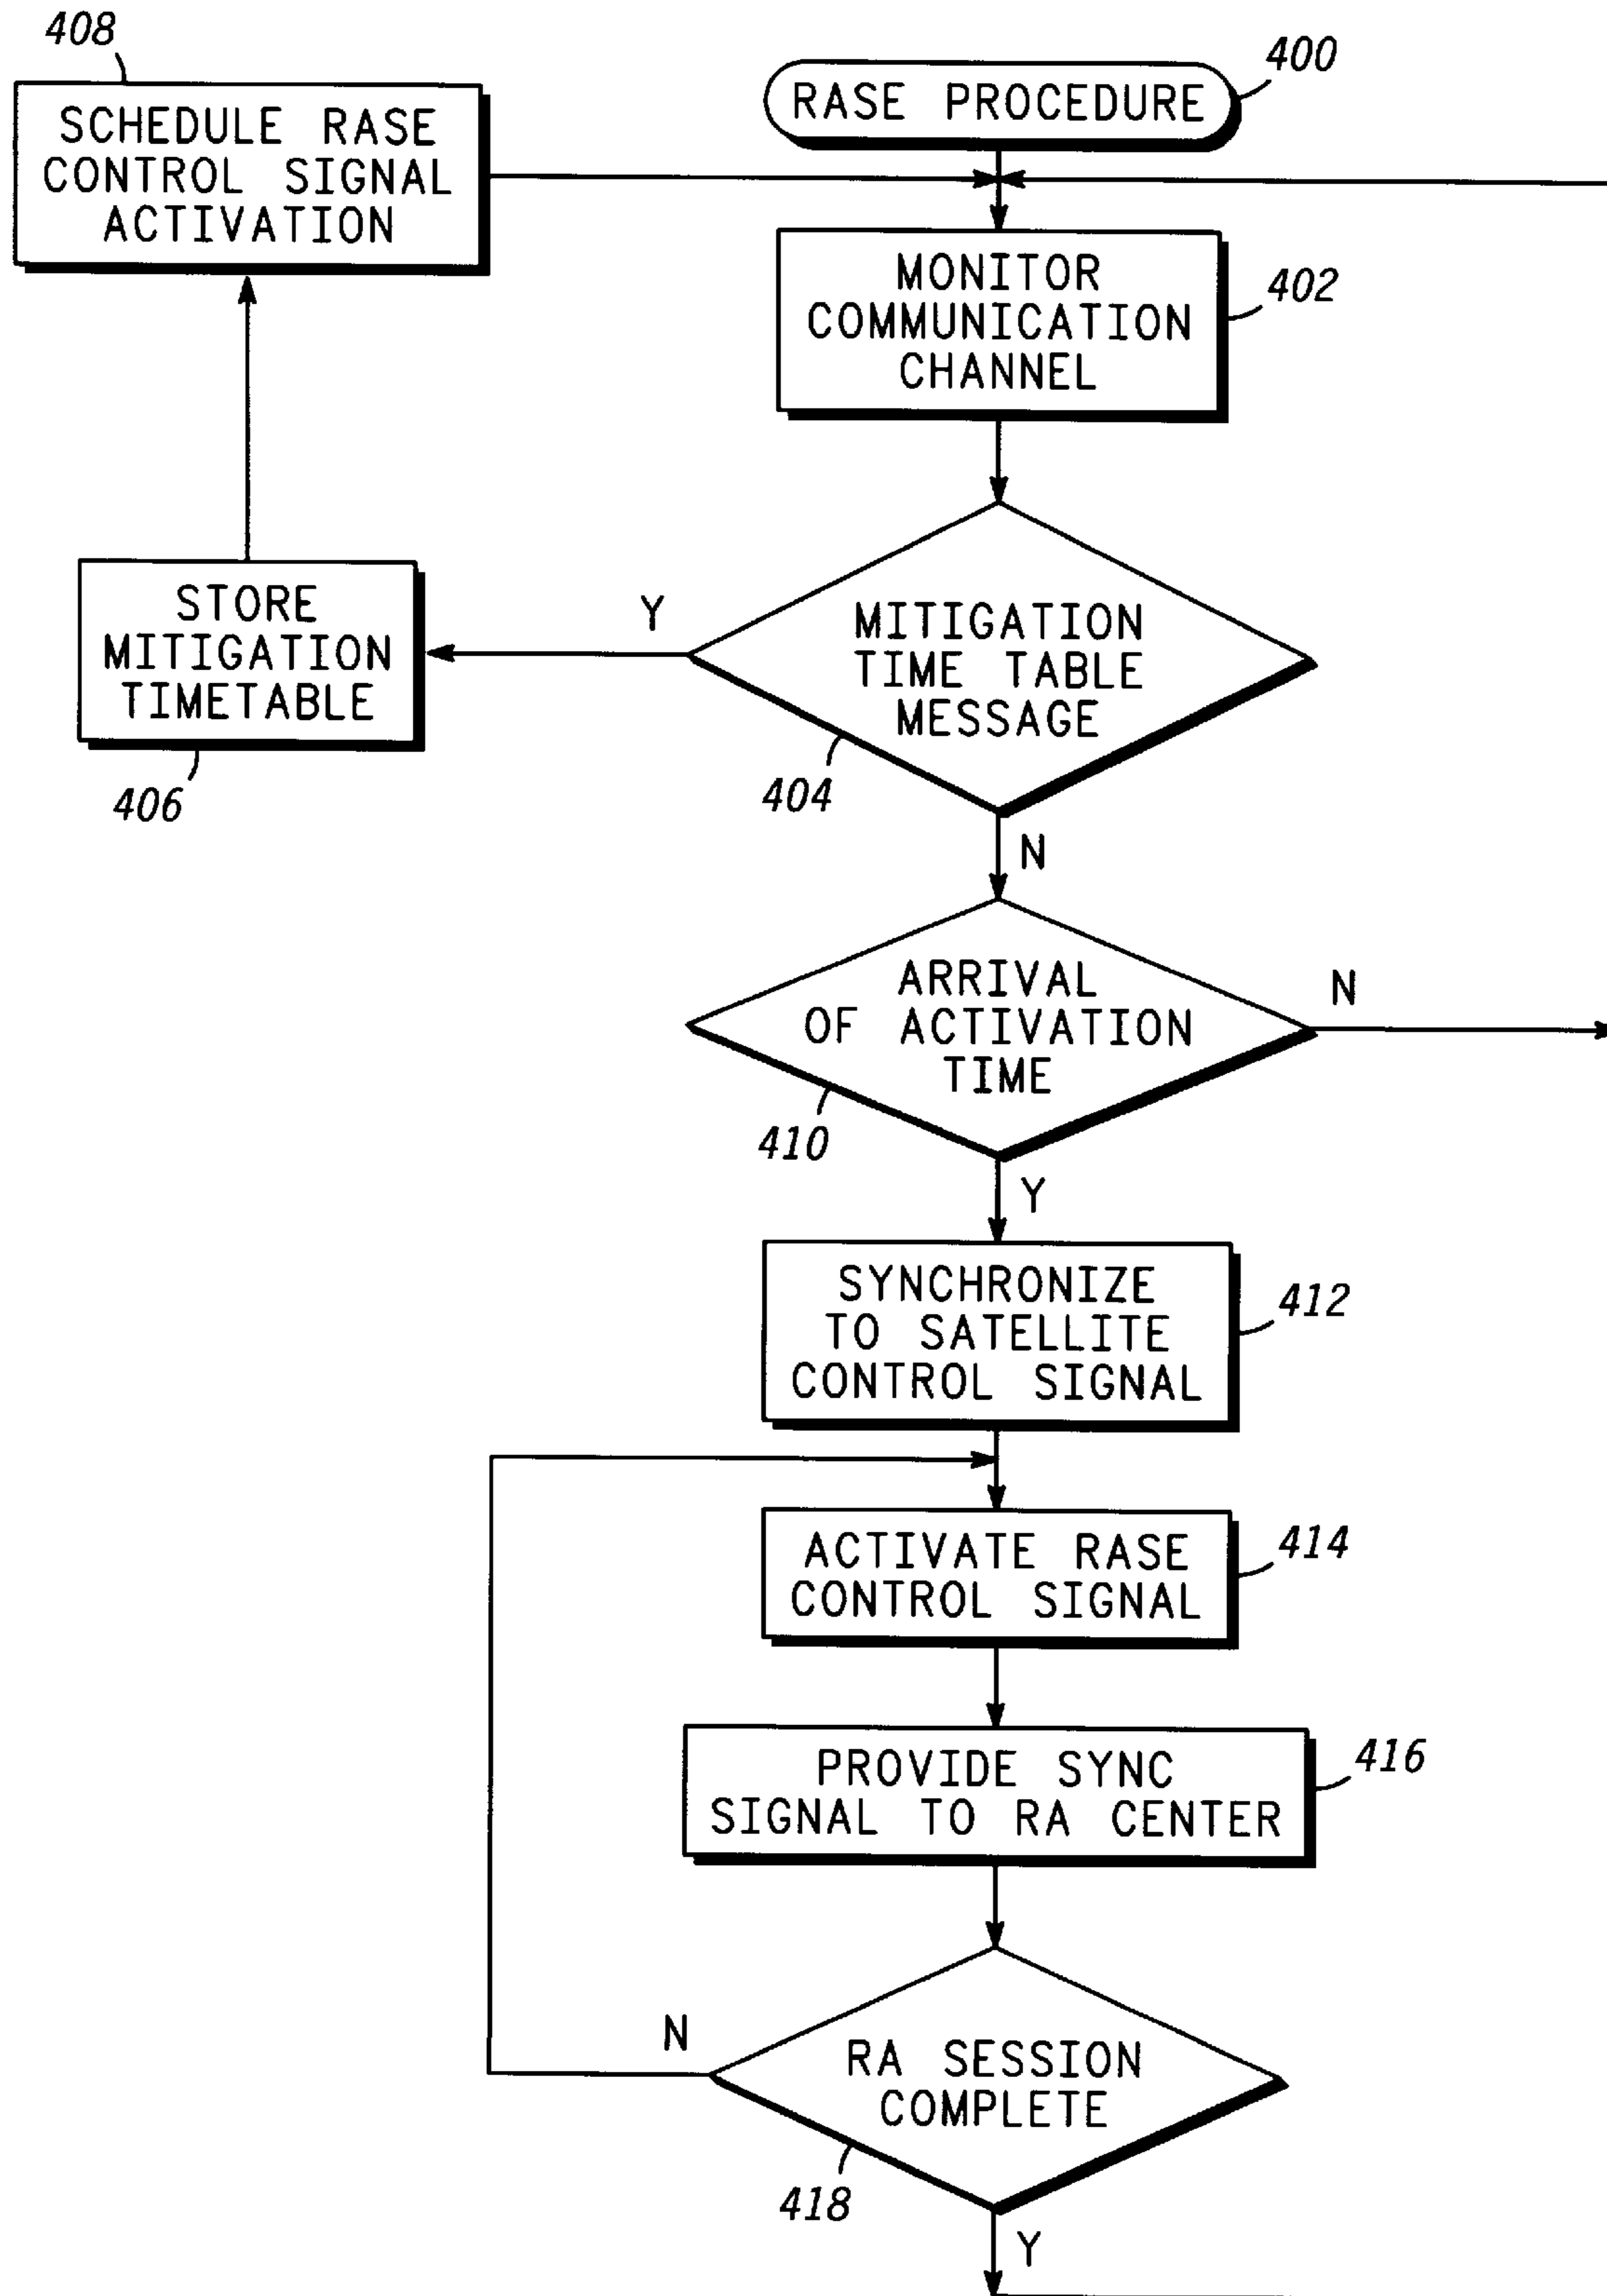 408
SCHEDULE RASE
CONTROL SIGNAL
ACTIVATION
RASE PROCEDURE
400
MONITOR
COMMUNICATION
CHANNEL
402
STORE
MITIGATION
TIMETABLE
406
Y
MITIGATION
TIME TABLE
MESSAGE
404
N
ARRIVAL
OF ACTIVATION
TIME
N
410
Y
SYNCHRONIZE
TO SATELLITE
CONTROL SIGNAL
412
ACTIVATE RASE
CONTROL SIGNAL
414
PROVIDE SYNC
SIGNAL TO RA CENTER
416
N
RA SESSION
COMPLETE
418
Y